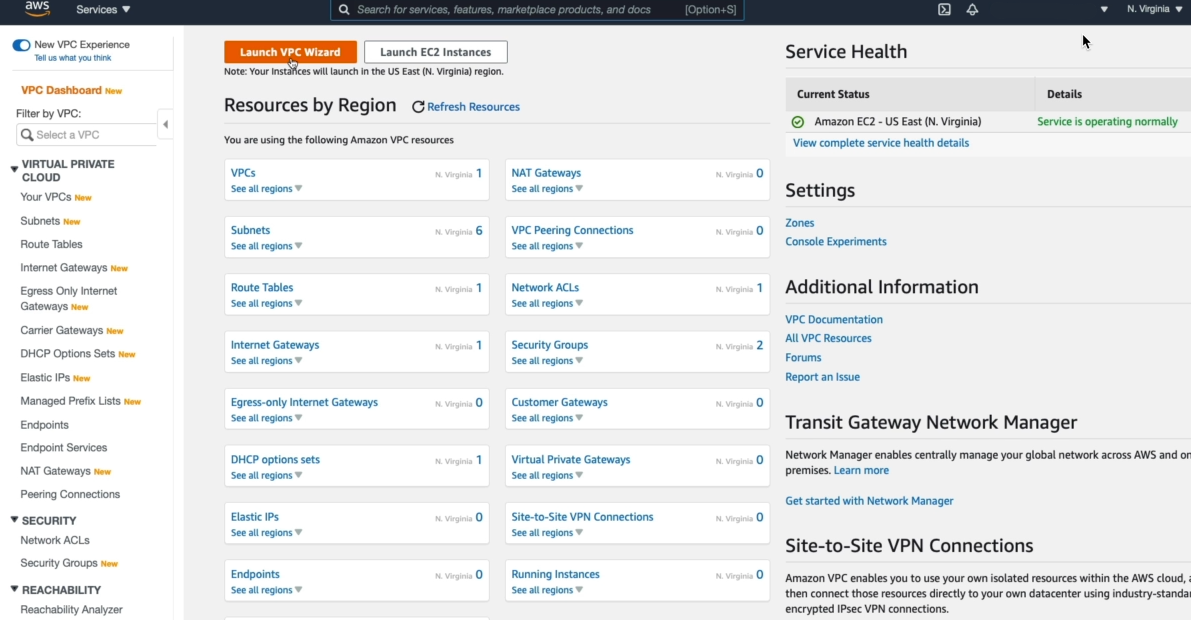 aws
Services
Search for services, features, marketplace products, and docs
[Option+S]
N. Virginia
New VPC Experience
Tell us what you think
VPC Dashboard New
Filter by VPC:
Select a VPC
VIRTUAL PRIVATE
CLOUD
Your VPCs New
Subnets New
Route Tables
Internet Gateways New
Egress Only Internet
Gateways New
Carrier Gateways New
DHCP Options Sets New
Elastic IPs New
Managed Prefix Lists New
Endpoints
Endpoint Services
NAT Gateways New
Peering Connections
SECURITY
Network ACLs
Security Groups New
REACHABILITY
Reachability Analyzer
Launch VPC Wizard
Launch EC2 Instances
Note: Your Instances will launch in the US East (N. Virginia) region.
Resources by Region
Refresh Resources
You are using the following Amazon VPC resources
VPCs
N. Virginia 1
See all regions
NAT Gateways
N. Virginia 0
See all regions
Subnets
N. Virginia 6
See all regions
VPC Peering Connections
N. Virginia 0
See all regions
Route Tables
N. Virginia 1
See all regions
Network ACLs
N. Virginia 1
See all regions
Internet Gateways
N. Virginia 1
See all regions
Security Groups
N. Virginia 2
See all regions
Egress-only Internet Gateways
N. Virginia 0
See all regions
Customer Gateways
N. Virginia 0
See all regions
DHCP options sets
N. Virginia 1
See all regions
Virtual Private Gateways
N. Virginia 0
See all regions
Elastic IPs
N. Virginia 0
See all regions
Site-to-Site VPN Connections
N. Virginia 0
See all regions
Endpoints
N. Virginia 0
See all regions
Running Instances
N. Virginia 0
See all regions
Service Health
Current Status
Details
Amazon EC2 - US East (N. Virginia)
Service is operating normally
View complete service health details
Settings
Zones
Console Experiments
Additional Information
VPC Documentation
All VPC Resources
Forums
Report an Issue
Transit Gateway Network Manager
Network Manager enables centrally manage your global network across AWS and on
premises. Learn more
Get started with Network Manager
Site-to-Site VPN Connections
Amazon VPC enables you to use your own isolated resources within the AWS cloud, a
then connect those resources directly to your own datacenter using industry-standa
encrypted IPsec VPN connections.